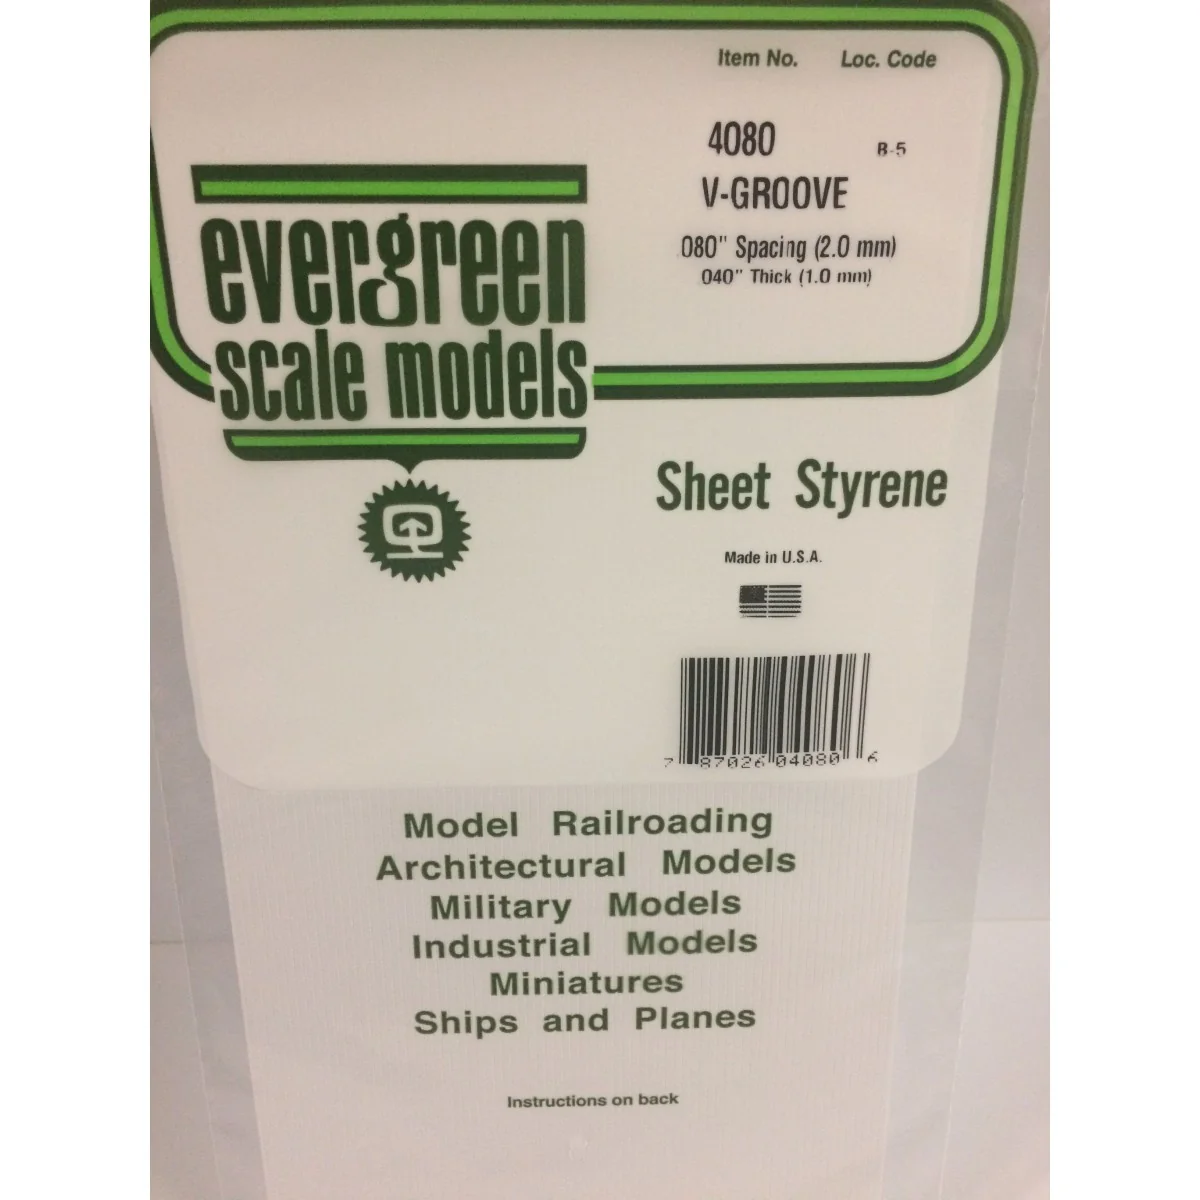 Item No. Loc. Code
4080 B-5
V-GROOVE
.080" Spacing (2.0 mm)
.040" Thick (1.0 mm)
evergreen
scale models
Sheet Styrene
Made in U.S.A.
7 87026 04080 6
Model Railroading
Architectural Models
Military Models
Industrial Models
Miniatures
Ships and Planes
Instructions on back